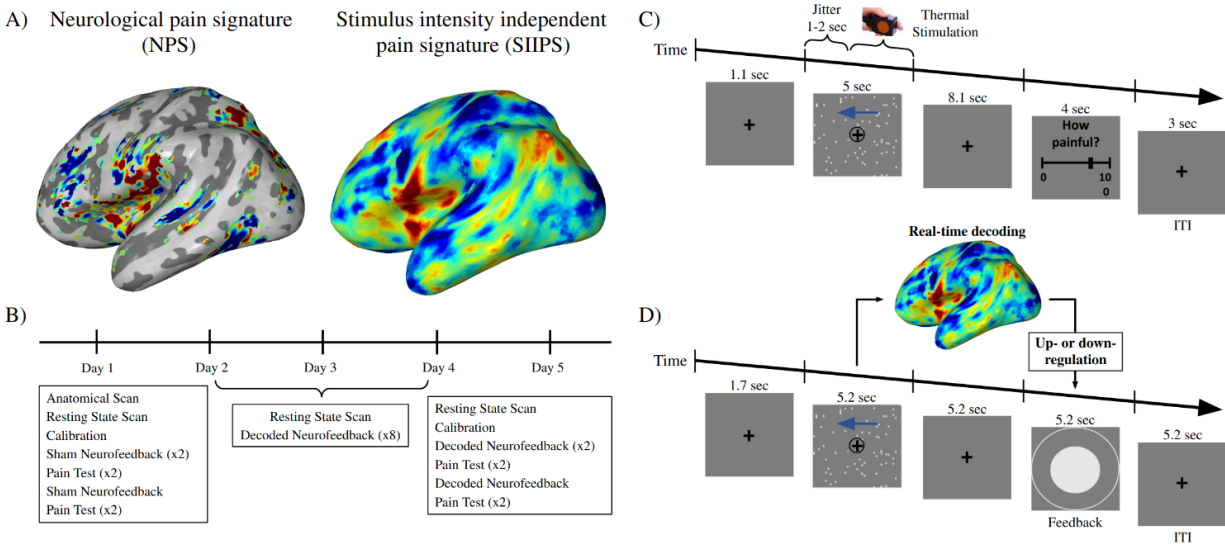 A)
Neurological pain signature
(NPS)
Stimulus intensity independent
pain signature (SIIPS)
B)
Day 1
Day 2
Day 3
Day 4
Day 5
Anatomical Scan
Resting State Scan
Calibration
Sham Neurofeedback (x2)
Pain Test (x2)
Sham Neurofeedback
Pain Test (x2)
Resting State Scan
Decoded Neurofeedback (x8)
Resting State Scan
Calibration
Decoded Neurofeedback (x2)
Pain Test (x2)
Decoded Neurofeedback
Pain Test (x2)
C)
Jitter
1-2 sec
Thermal
Stimulation
Time
1.1 sec
5 sec
8.1 sec
4 sec
How
painful?
0
10
0
3 sec
ITI
D)
Real-time decoding
Up- or down-
regulation
Time
1.7 sec
5.2 sec
5.2 sec
5.2 sec
Feedback
5.2 sec
ITI